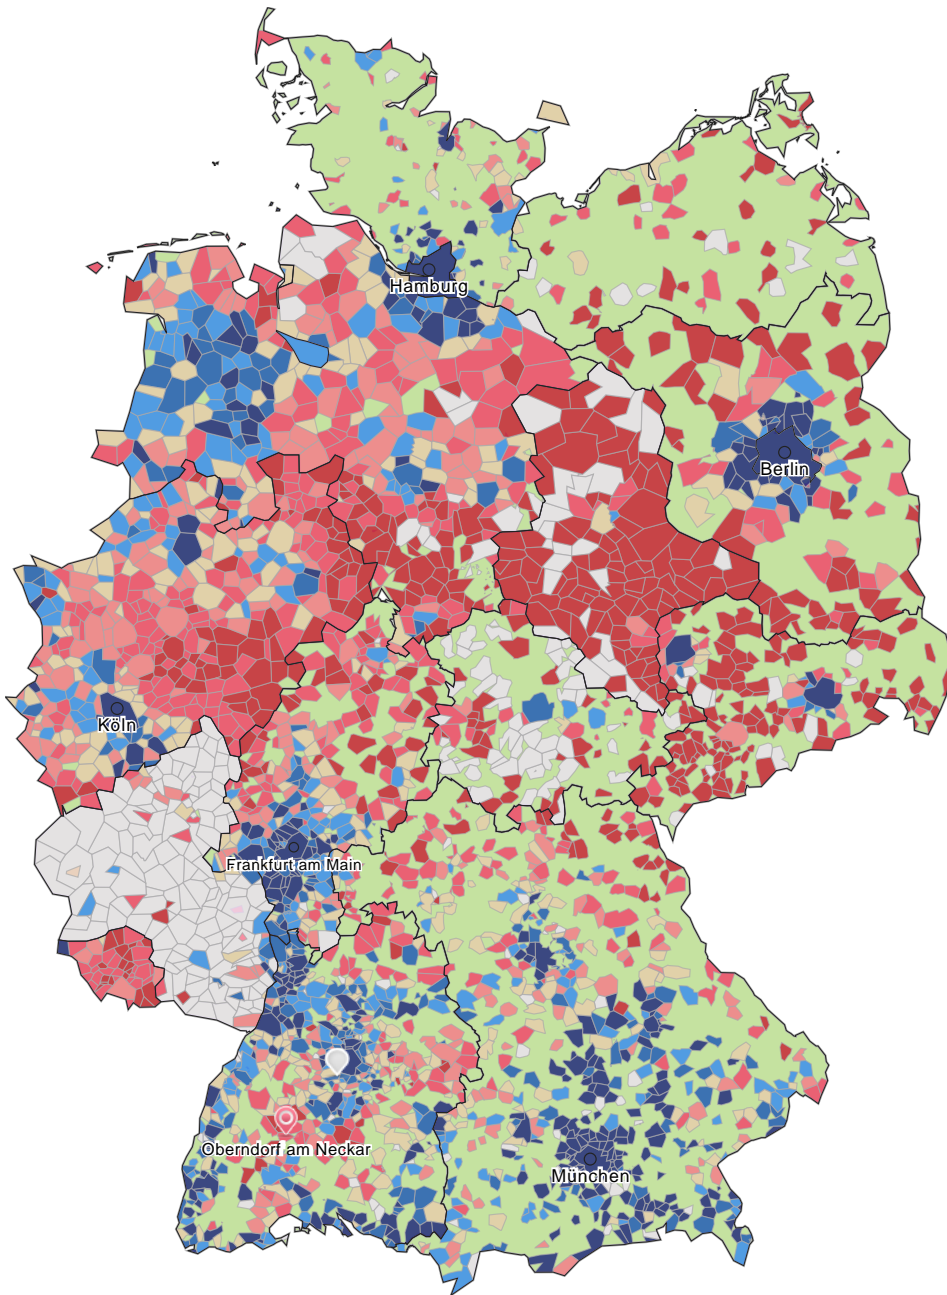 Hamburg
Berlin
Köln
Frankfurt am Main
Oberndorf am Neckar
München